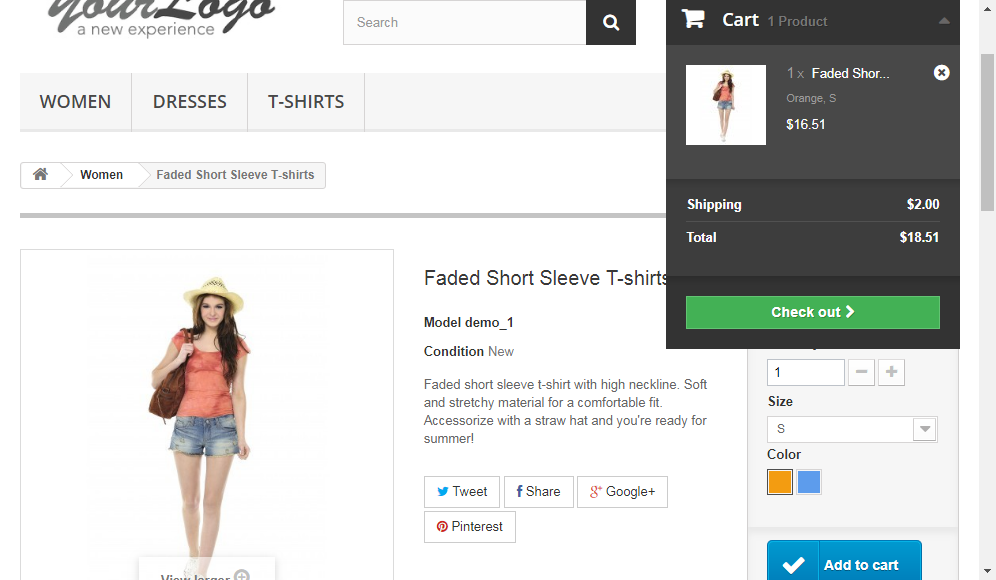 YourLogo
a new experience
Search
Cart 1 Product
1 x Faded Shor...
Orange, S
$16.51
WOMEN
DRESSES
T-SHIRTS
Women
Faded Short Sleeve T-shirts
Shipping $2.00
Total $18.51
Check out
Faded Short Sleeve T-shirts
Model demo_1
Condition New
Faded short sleeve t-shirt with high neckline. Soft
and stretchy material for a comfortable fit.
Accessorize with a straw hat and you're ready for
summer!
Tweet
Share
Google+
Pinterest
1
Size
S
Color
Add to cart
View larger